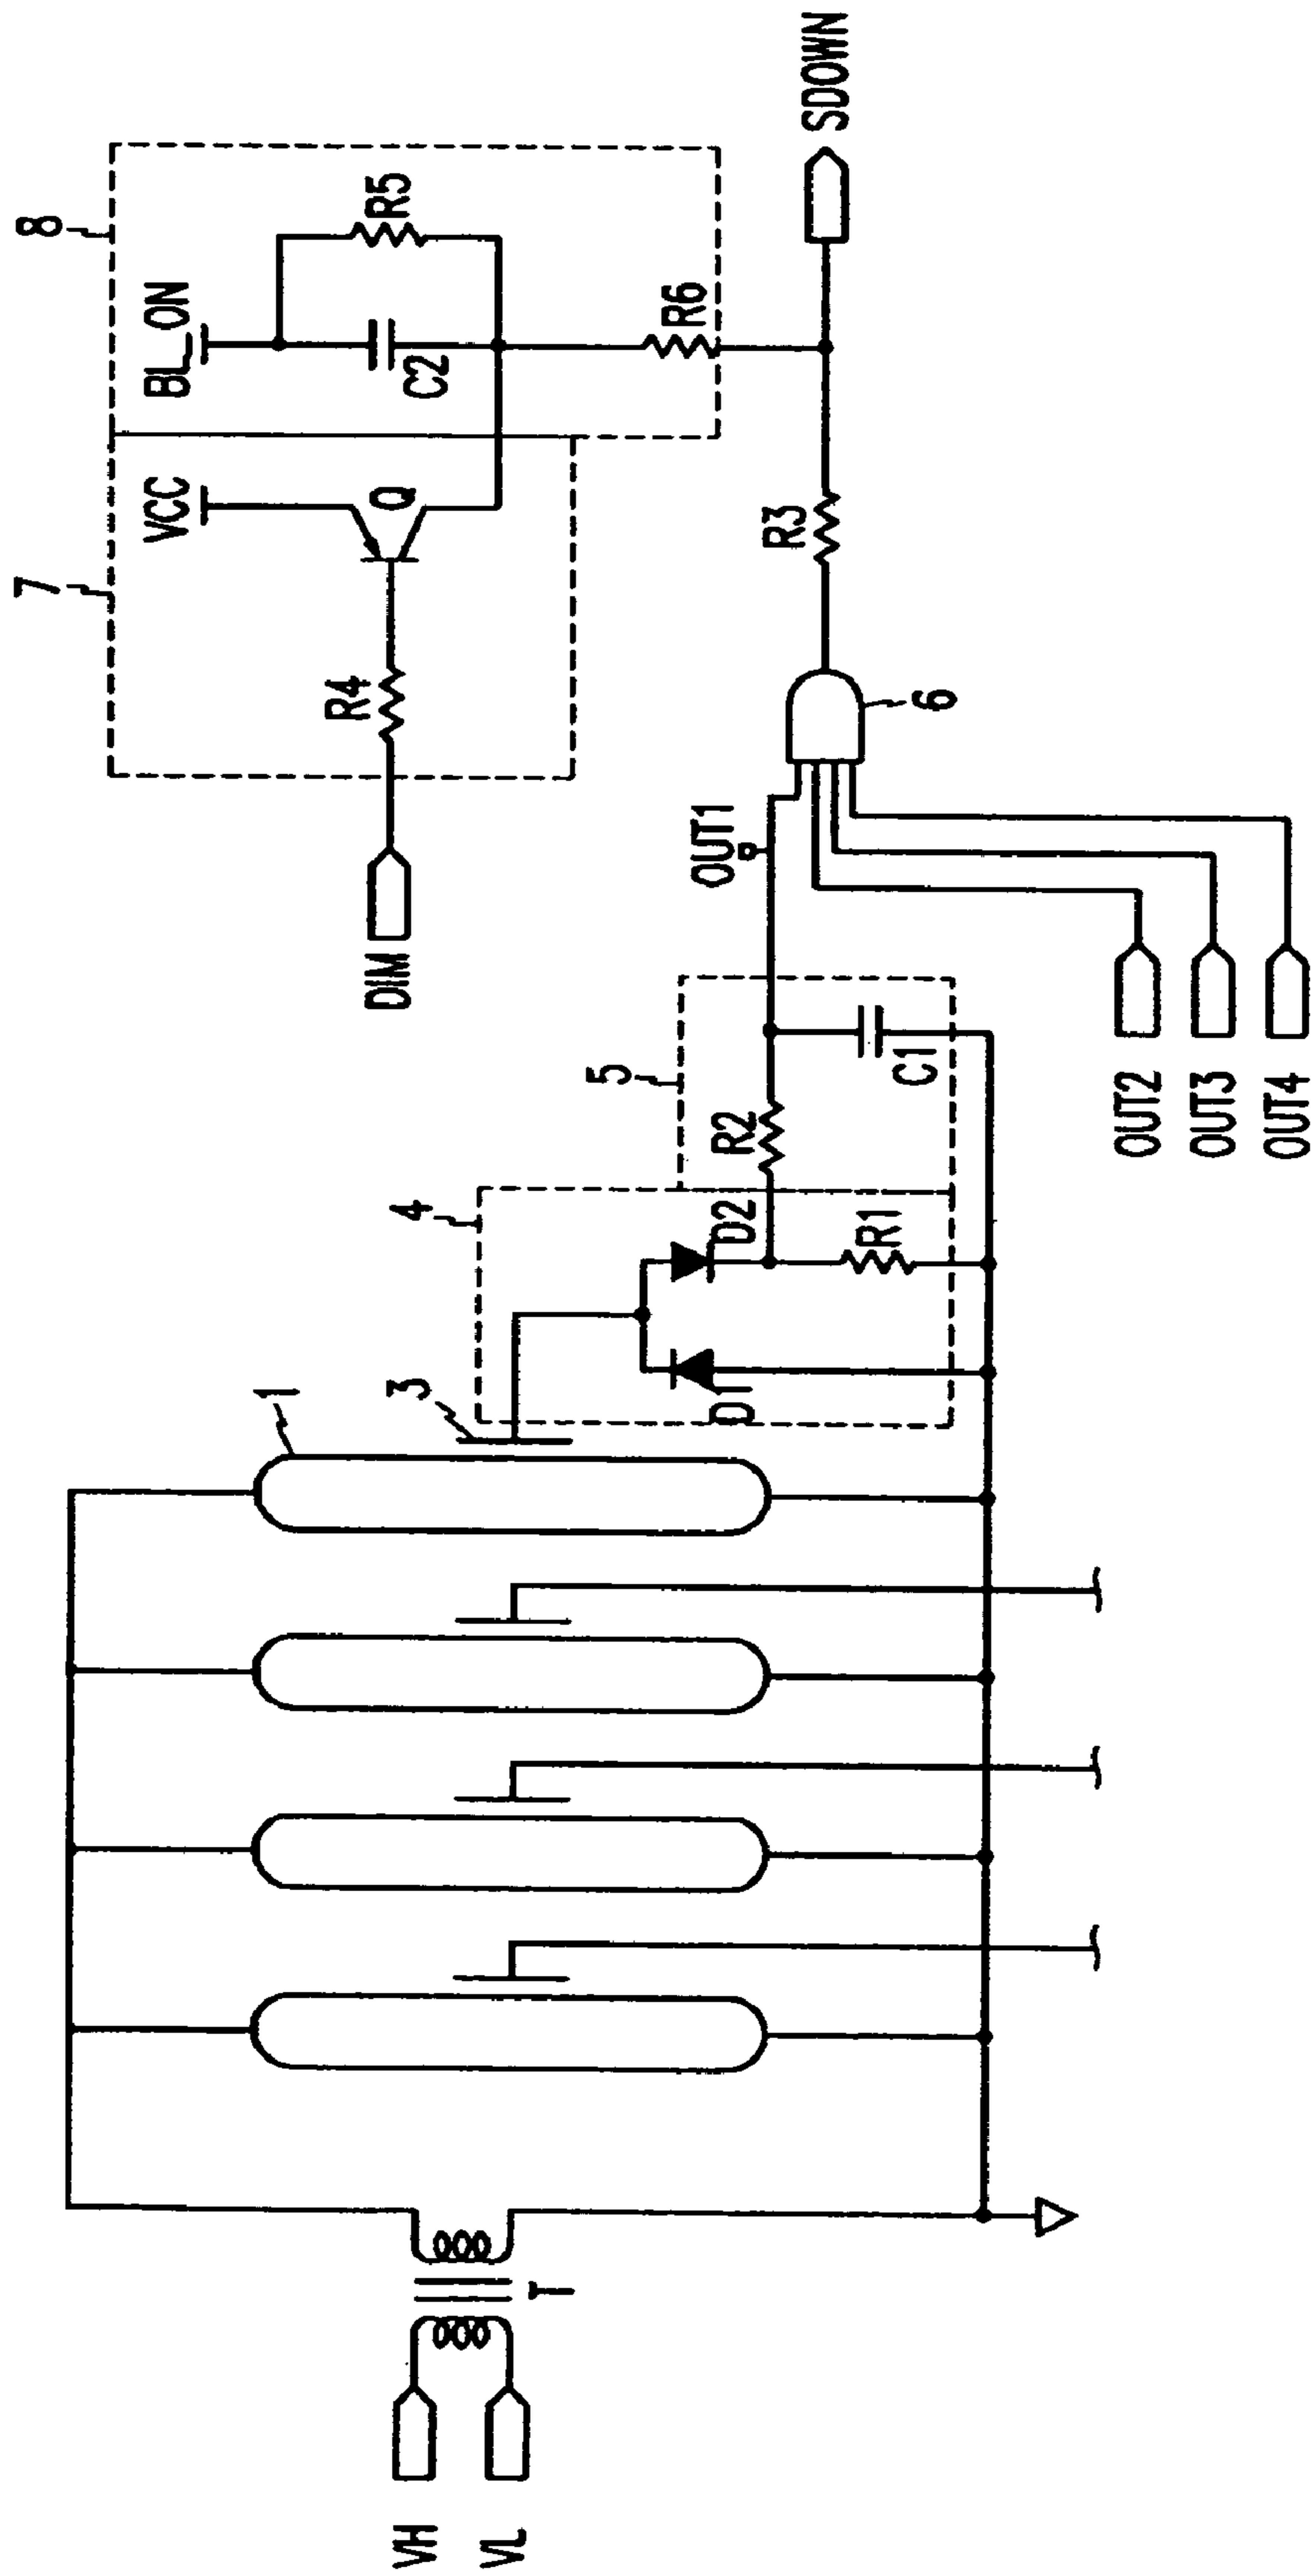 7
8
VCC
BL_ON
Q
R4
C2
R5
DIM
R6
SDOWN
R3
6
OUT1
1
3
4
5
D1
D2
R1
R2
C1
OUT2
OUT3
OUT4
T
VH
VL